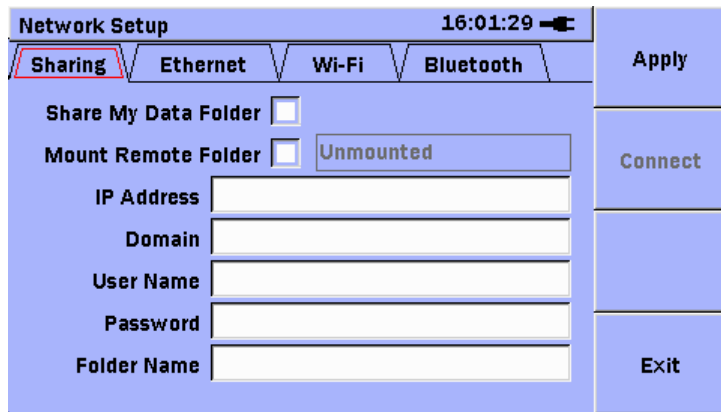 Network Setup 16:01:29
Sharing Ethernet Wi-Fi Bluetooth
Apply
Share My Data Folder
Mount Remote Folder Unmounted
Connect
IP Address
Domain
User Name
Password
Folder Name
Exit